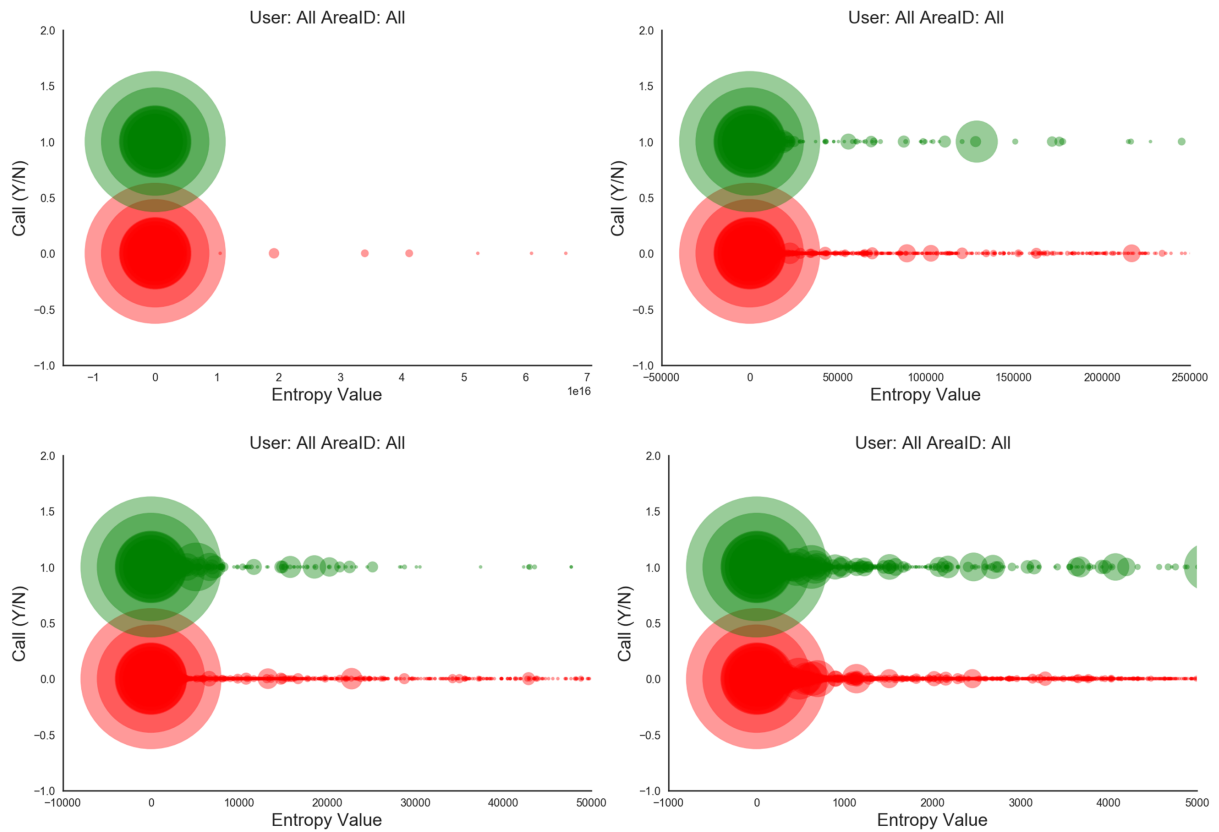 User: All AreaID: All
2.0
1.5
1.0
0.5
0.0
−0.5
−1.0
Call (Y/N)
−1 0 1 2 3 4 5 6 7
1e16
Entropy Value
User: All AreaID: All
2.0
1.5
1.0
0.5
0.0
−0.5
−1.0
Call (Y/N)
−50000 0 50000 100000 150000 200000 250000
Entropy Value
User: All AreaID: All
2.0
1.5
1.0
0.5
0.0
−0.5
−1.0
Call (Y/N)
−10000 0 10000 20000 30000 40000 50000
Entropy Value
User: All AreaID: All
2.0
1.5
1.0
0.5
0.0
−0.5
−1.0
Call (Y/N)
−1000 0 1000 2000 3000 4000 5000
Entropy Value